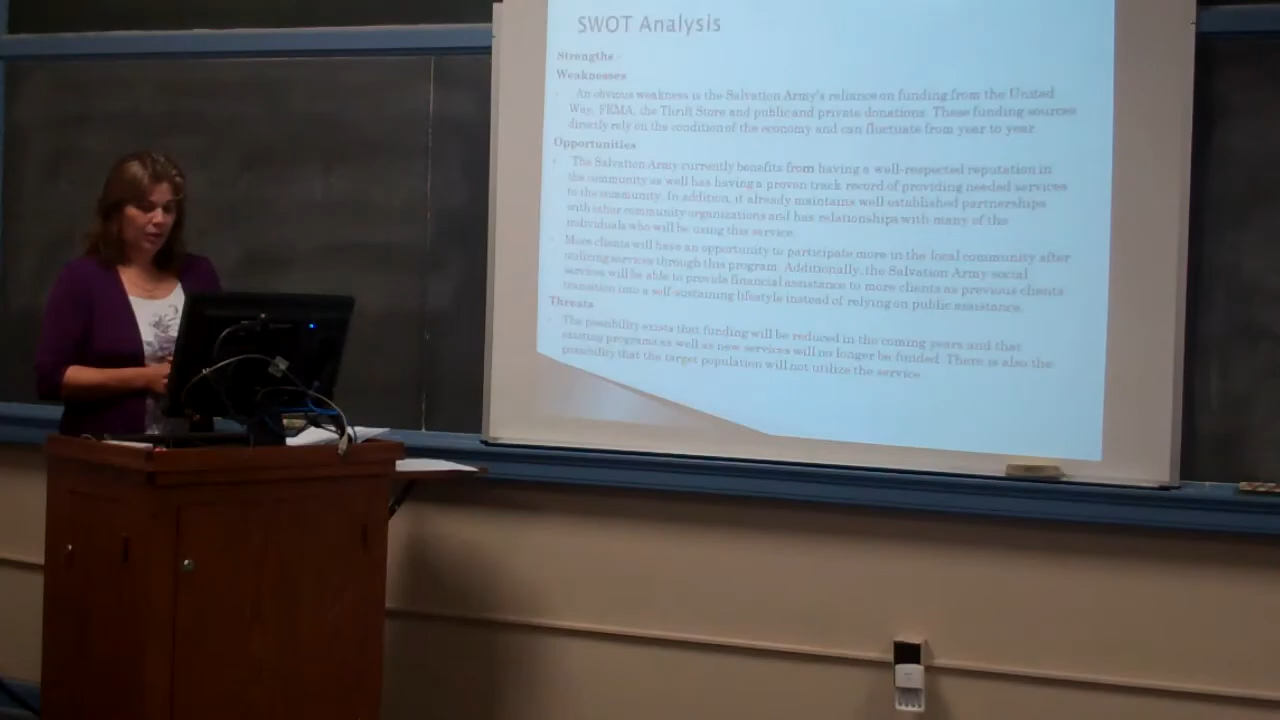 SWOT Analysis
Strengths -
Weaknesses
An obvious weakness is the Salvation Army's reliance on funding from the United
Way, FEMA, the Thrift Store and public and private donations. These funding sources
directly rely on the condition of the economy and can fluctuate from year to year.
Opportunities
The Salvation Army currently benefits from having a well-respected reputation in
the community as well has having a proven track record of providing needed services
to the community. In addition, it already maintains well established partnerships
with other community organizations and has relationships with many of the
individuals who will be using this service.
More clients will have an opportunity to participate more in the local community after
utilizing services through this program. Additionally, the Salvation Army social
services will be able to provide financial assistance to more clients as previous clients
transition into a self-sustaining lifestyle instead of relying on public assistance.
Threats
The possibility exists that funding will be reduced in the coming years and that
existing programs as well as new services will no longer be funded. There is also the
possibility that the target population will not utilize the service.